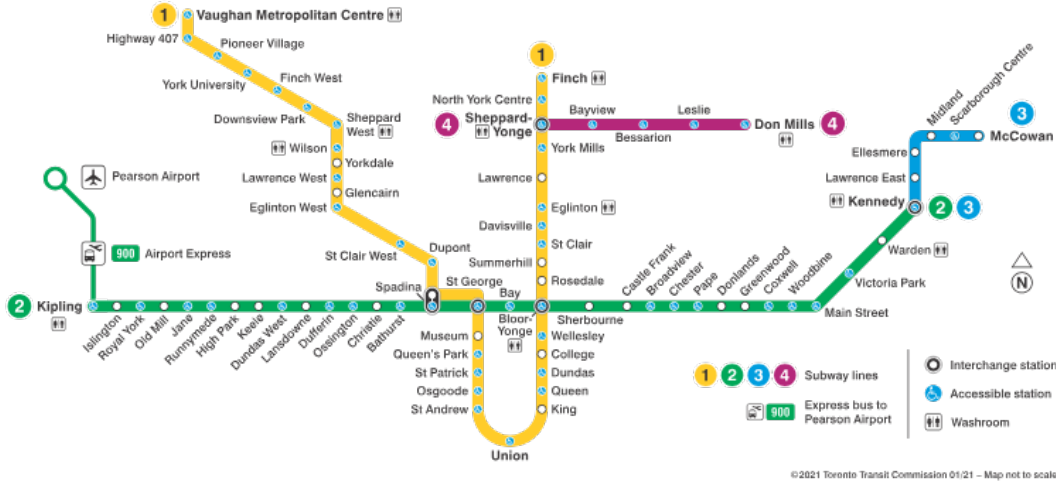 1
Vaughan Metropolitan Centre
Highway 407
Pioneer Village
York University
Finch West
Downsview Park
Sheppard
West
Wilson
Yorkdale
Lawrence West
Glencairn
Eglinton West
St Clair West
Dupont
Spadina
St George
Museum
Queen's Park
St Patrick
Osgoode
St Andrew
Union
King
Queen
Dundas
College
Wellesley
Bloor-
Yonge
Rosedale
Summerhill
St Clair
Davisville
Eglinton
Lawrence
York Mills
Sheppard-
Yonge
North York Centre
Finch
1
4
Bayview
Bessarion
Leslie
Don Mills
4
Pearson Airport
900
Airport Express
2
Kipling
Islington
Royal York
Old Mill
Jane
Runnymede
High Park
Keele
Dundas West
Lansdowne
Dufferin
Ossington
Christie
Bathurst
Bay
Sherbourne
Castle Frank
Broadview
Chester
Pape
Donlands
Greenwood
Coxwell
Woodbine
Main Street
Victoria Park
Warden
Kennedy
2
3
Lawrence East
Ellesmere
Midland
Scarborough Centre
McCowan
3
N
1
2
3
4
Subway lines
900
Express bus to
Pearson Airport
Interchange station
Accessible station
Washroom
©2021 Toronto Transit Commission 01/21 – Map not to scale